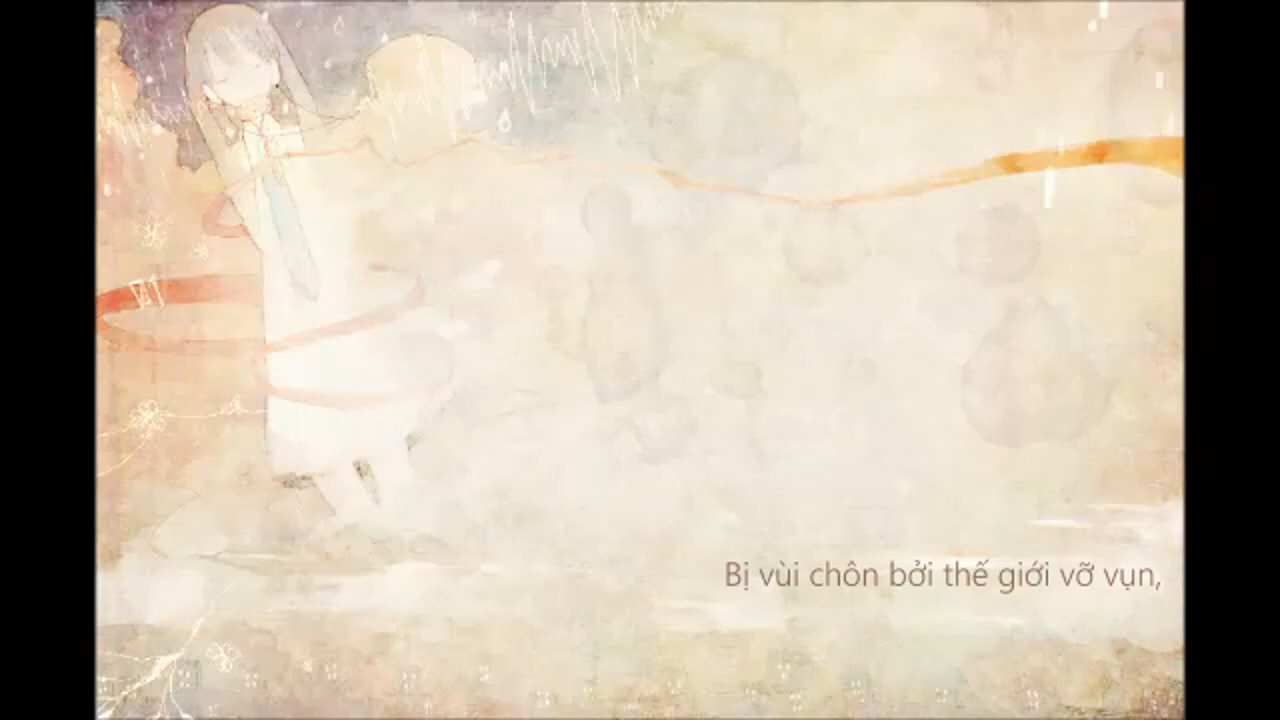 Bị vùi chôn bởi thế giới vỡ vụn,